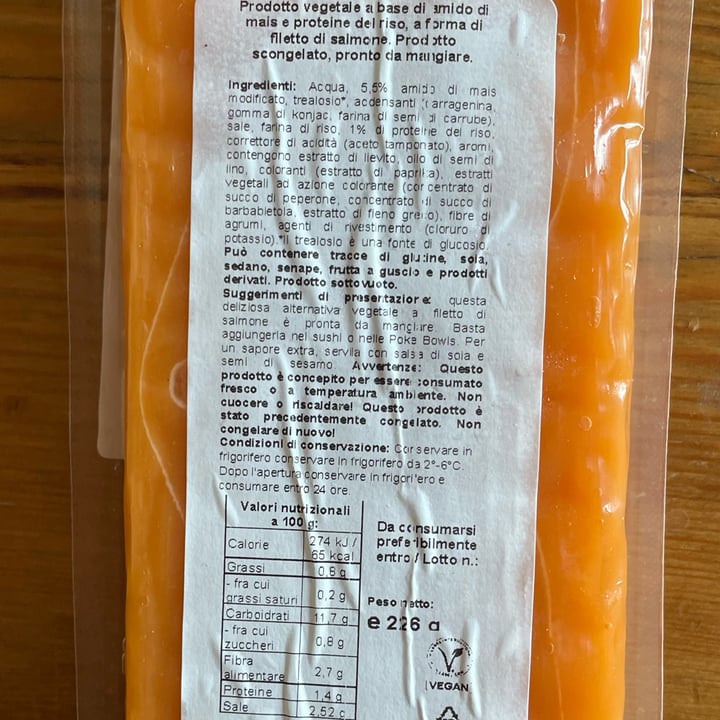 Prodotto vegetale a base di amido di
mais e proteine del riso, a forma di
filetto di salmone. Prodotto
scongelato, pronto da mangiare.
Ingredienti: Acqua, 5,5% amido di mais
modificato, trealosio*, addensanti (carragenina,
gomma di konjac, farina di semi di carrube),
sale, farina di riso, 1% di proteine del riso,
correttore di acidità (aceto tamponato), aromi,
contengono estratto di lievito, olio di semi di
lino, coloranti (estratto di paprika), estratti
vegetali ad azione colorante (concentrato di
succo di peperone, concentrato di succo di
barbabietola, estratto di fieno greco), fibre di
agrumi, agenti di rivestimento (cloruro di
potassio).*Il trealosio è una fonte di glucosio.
Può contenere tracce di glutine, soia,
sedano, senape, frutta a guscio e prodotti
derivati. Prodotto sottovuoto.
Suggerimenti di presentazione: questa
deliziosa alternativa vegetale a filetto di
salmone è pronta da mangiare. Basta
aggiungerla nel sushi o nelle Poke Bowls. Per
un sapore extra, servila con salsa di soia e
semi di sesamo. Avvertenze: Questo
prodotto è concepito per essere consumato
fresco o a temperatura ambiente. Non
cuocere o riscaldare! Questo prodotto è
stato precedentemente congelato. Non
congelare di nuovo!
Condizioni di conservazione: Conservare in
frigorifero conservare in frigorifero da 2°-6°C.
Dopo l'apertura conservare in frigorifero e
consumare entro 24 ore.
Valori nutrizionali
a 100 g:
Calorie 274 kJ /
65 kcal
Grassi 0,8 g
- fra cui
grassi saturi 0,2 g
Carboidrati 11,7 g
- fra cui
zuccheri 0,8 g
Fibra
alimentare 2,7 g
Proteine 1,4 g
Sale 2,52 g
Da consumarsi
preferibilmente
entro / Lotto n.:
Peso netto:
e 226 g
VEGAN